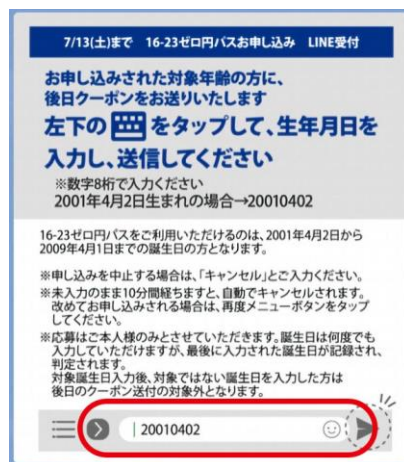 7/13(土)まで 16-23ゼロ円パスお申し込み LINE受付
お申し込みされた対象年齢の方に、
後日クーポンをお送りいたします
左下の をタップして、生年月日を
入力し、送信してください
※数字8桁で入力ください
2001年4月2日生まれの場合→20010402
16-23ゼロ円パスをご利用いただけるのは、2001年4月2日から
2009年4月1日までの誕生日の方となります。
※申し込みを中止する場合は、「キャンセル」とご入力ください。
※未入力のまま10分間経ちますと、自動でキャンセルされます。
改めてお申し込みされる場合は、再度メニューボタンをタップ
してください。
※応募はご本人様のみとさせていただきます。誕生日は何度でも
入力していただけますが、最後に入力された誕生日が記録され、
判定されます。
対象誕生日入力後、対象ではない誕生日を入力した方は
後日のクーポン送付の対象外となります。
20010402